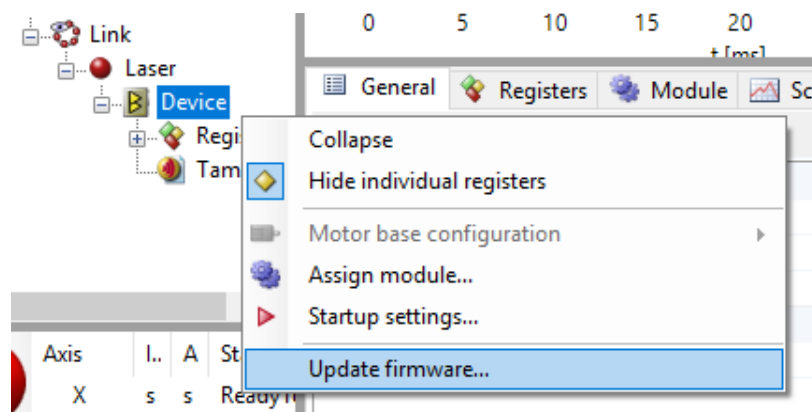 Link
Laser
Device
0 5 10 15 20
t [ms]
General Registers Module
Collapse
Hide individual registers
Motor base configuration
Assign module...
Startup settings...
Update firmware...
Axis I.. A
X s s Ready